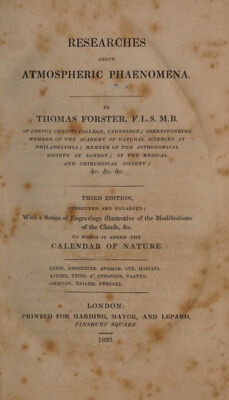 RESEARCHES
ABOUT
ATMOSPHERIC PHAENOMENA.
BY
THOMAS FORSTER, F.L.S. M.B.
OF CORPUS CHRISTI COLLEGE, CAMBRIDGE; CORRESPONDING
MEMBER OF THE ACADEMY OF NATURAL SCIENCES AT
PHILADELPHIA; MEMBER OF THE ASTRONOMICAL
SOCIETY OF LONDON; OF THE MEDICAL
AND CHIRURGICAL SOCIETY;
&c. &c. &c.
THIRD EDITION,
CORRECTED AND ENLARGED;
With a Series of Engravings illustrative of the Modifications
of the Clouds, &c.
TO WHICH IS ADDED THE
CALENDAR OF NATURE.
LONDON:
PRINTED FOR HARDING, MAVOR, AND LEPARD,
FINSBURY SQUARE.
1823